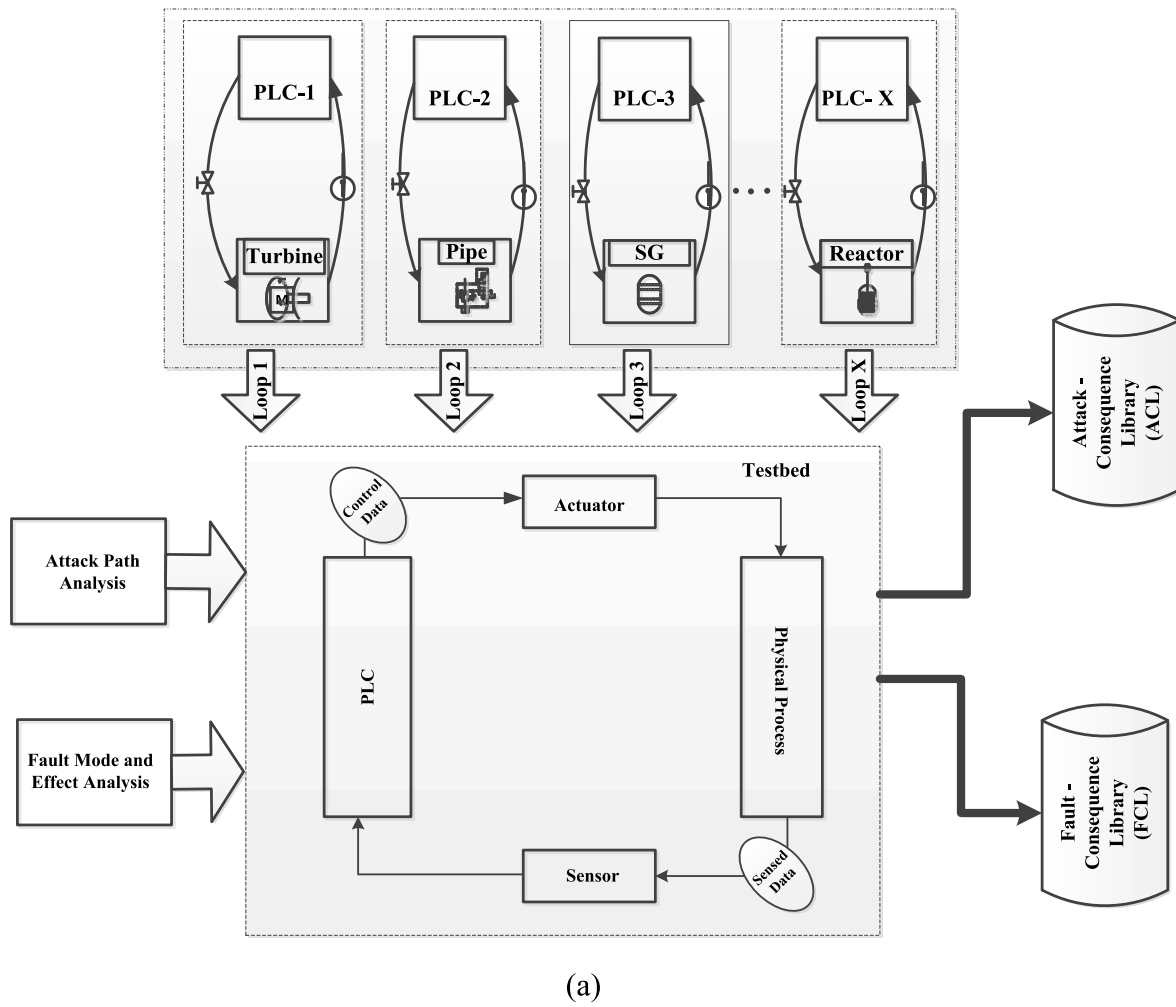 PLC-1
PLC-2
PLC-3
PLC- X
Turbine
M
Pipe
SG
Reactor
Loop 1
Loop 2
Loop 3
Loop X
Attack -
Consequence
Library
(ACL)
Testbed
Control
Data
Actuator
Attack Path
Analysis
PLC
Physical Process
Fault Mode and
Effect Analysis
Sensor
Sensed Data
Fault -
Consequence
Library
(FCL)
(a)